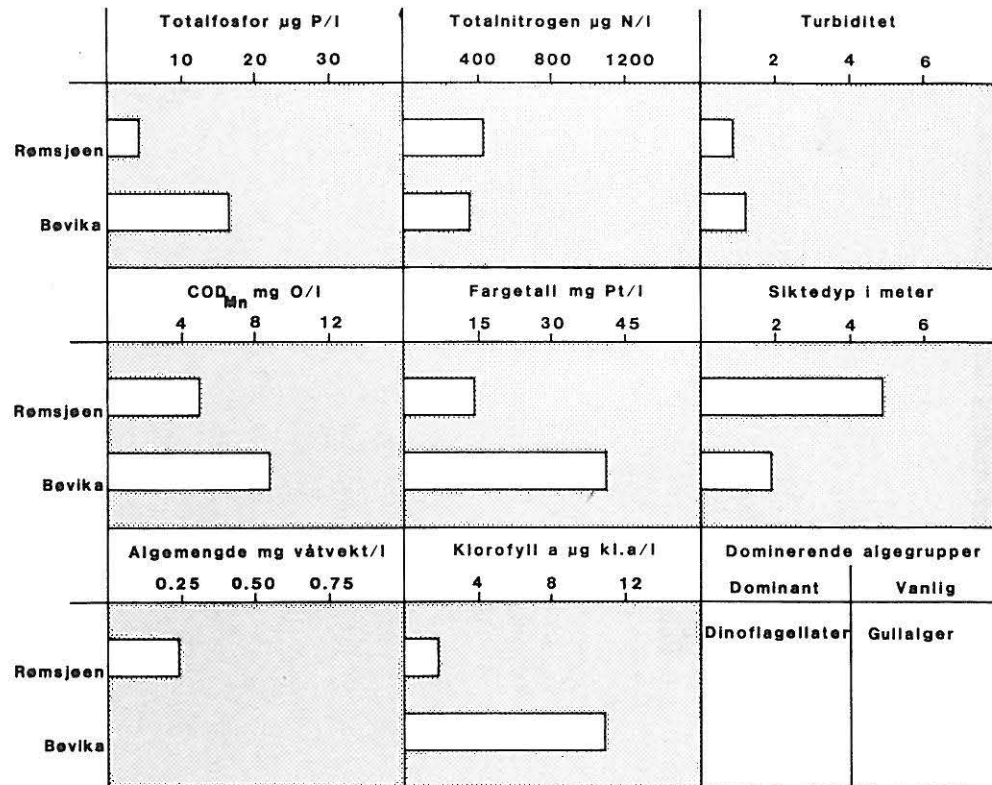 Totalfosfor µg P/l Totalnitrogen µg N/l Turbiditet
10 20 30 400 800 1200 2 4 6
Rømsjøen
Bøvika
COD Mn mg O/l Fargetall mg Pt/l Siktedyp i meter
4 8 12 15 30 45 2 4 6
Rømsjøen
Bøvika
Algemengde mg våtvekt/l Klorofyll a µg kl.a/l Dominerende algegrupper
0.25 0.50 0.75 4 8 12 Dominant Vanlig
Dinoflagellater Gullalger
Rømsjøen
Bøvika